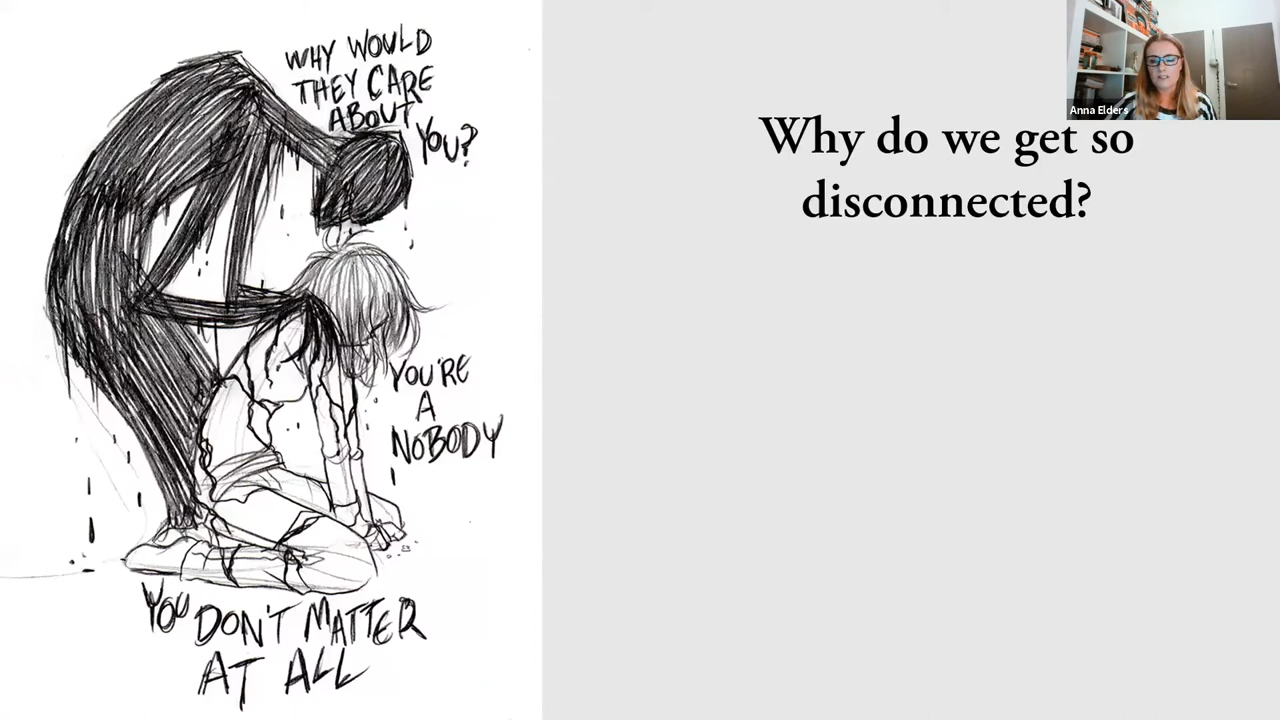 WHY WOULD
THEY CARE
ABOUT
YOU?
YOU'RE
A
NOBODY
YOU DON'T MATTER
AT ALL
Why do we get so
disconnected?
Anna Elders